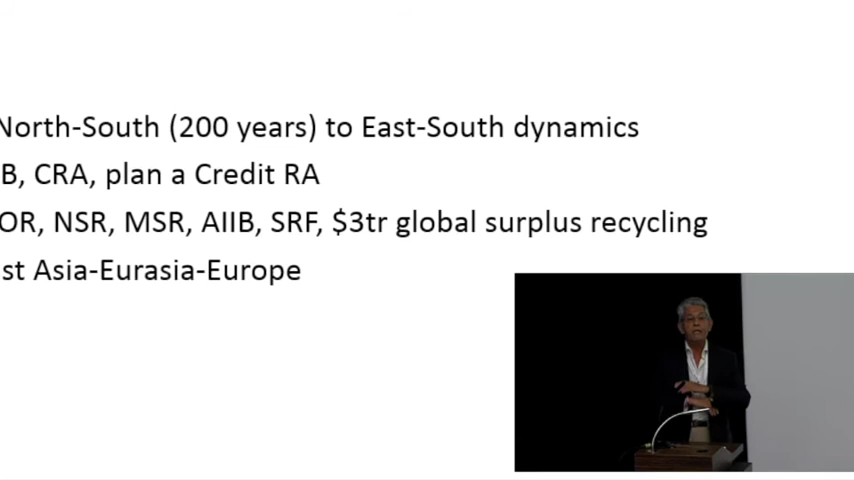 North-South (200 years) to East-South dynamics
B, CRA, plan a Credit RA
OR, NSR, MSR, AIIB, SRF, $3tr global surplus recycling
st Asia-Eurasia-Europe